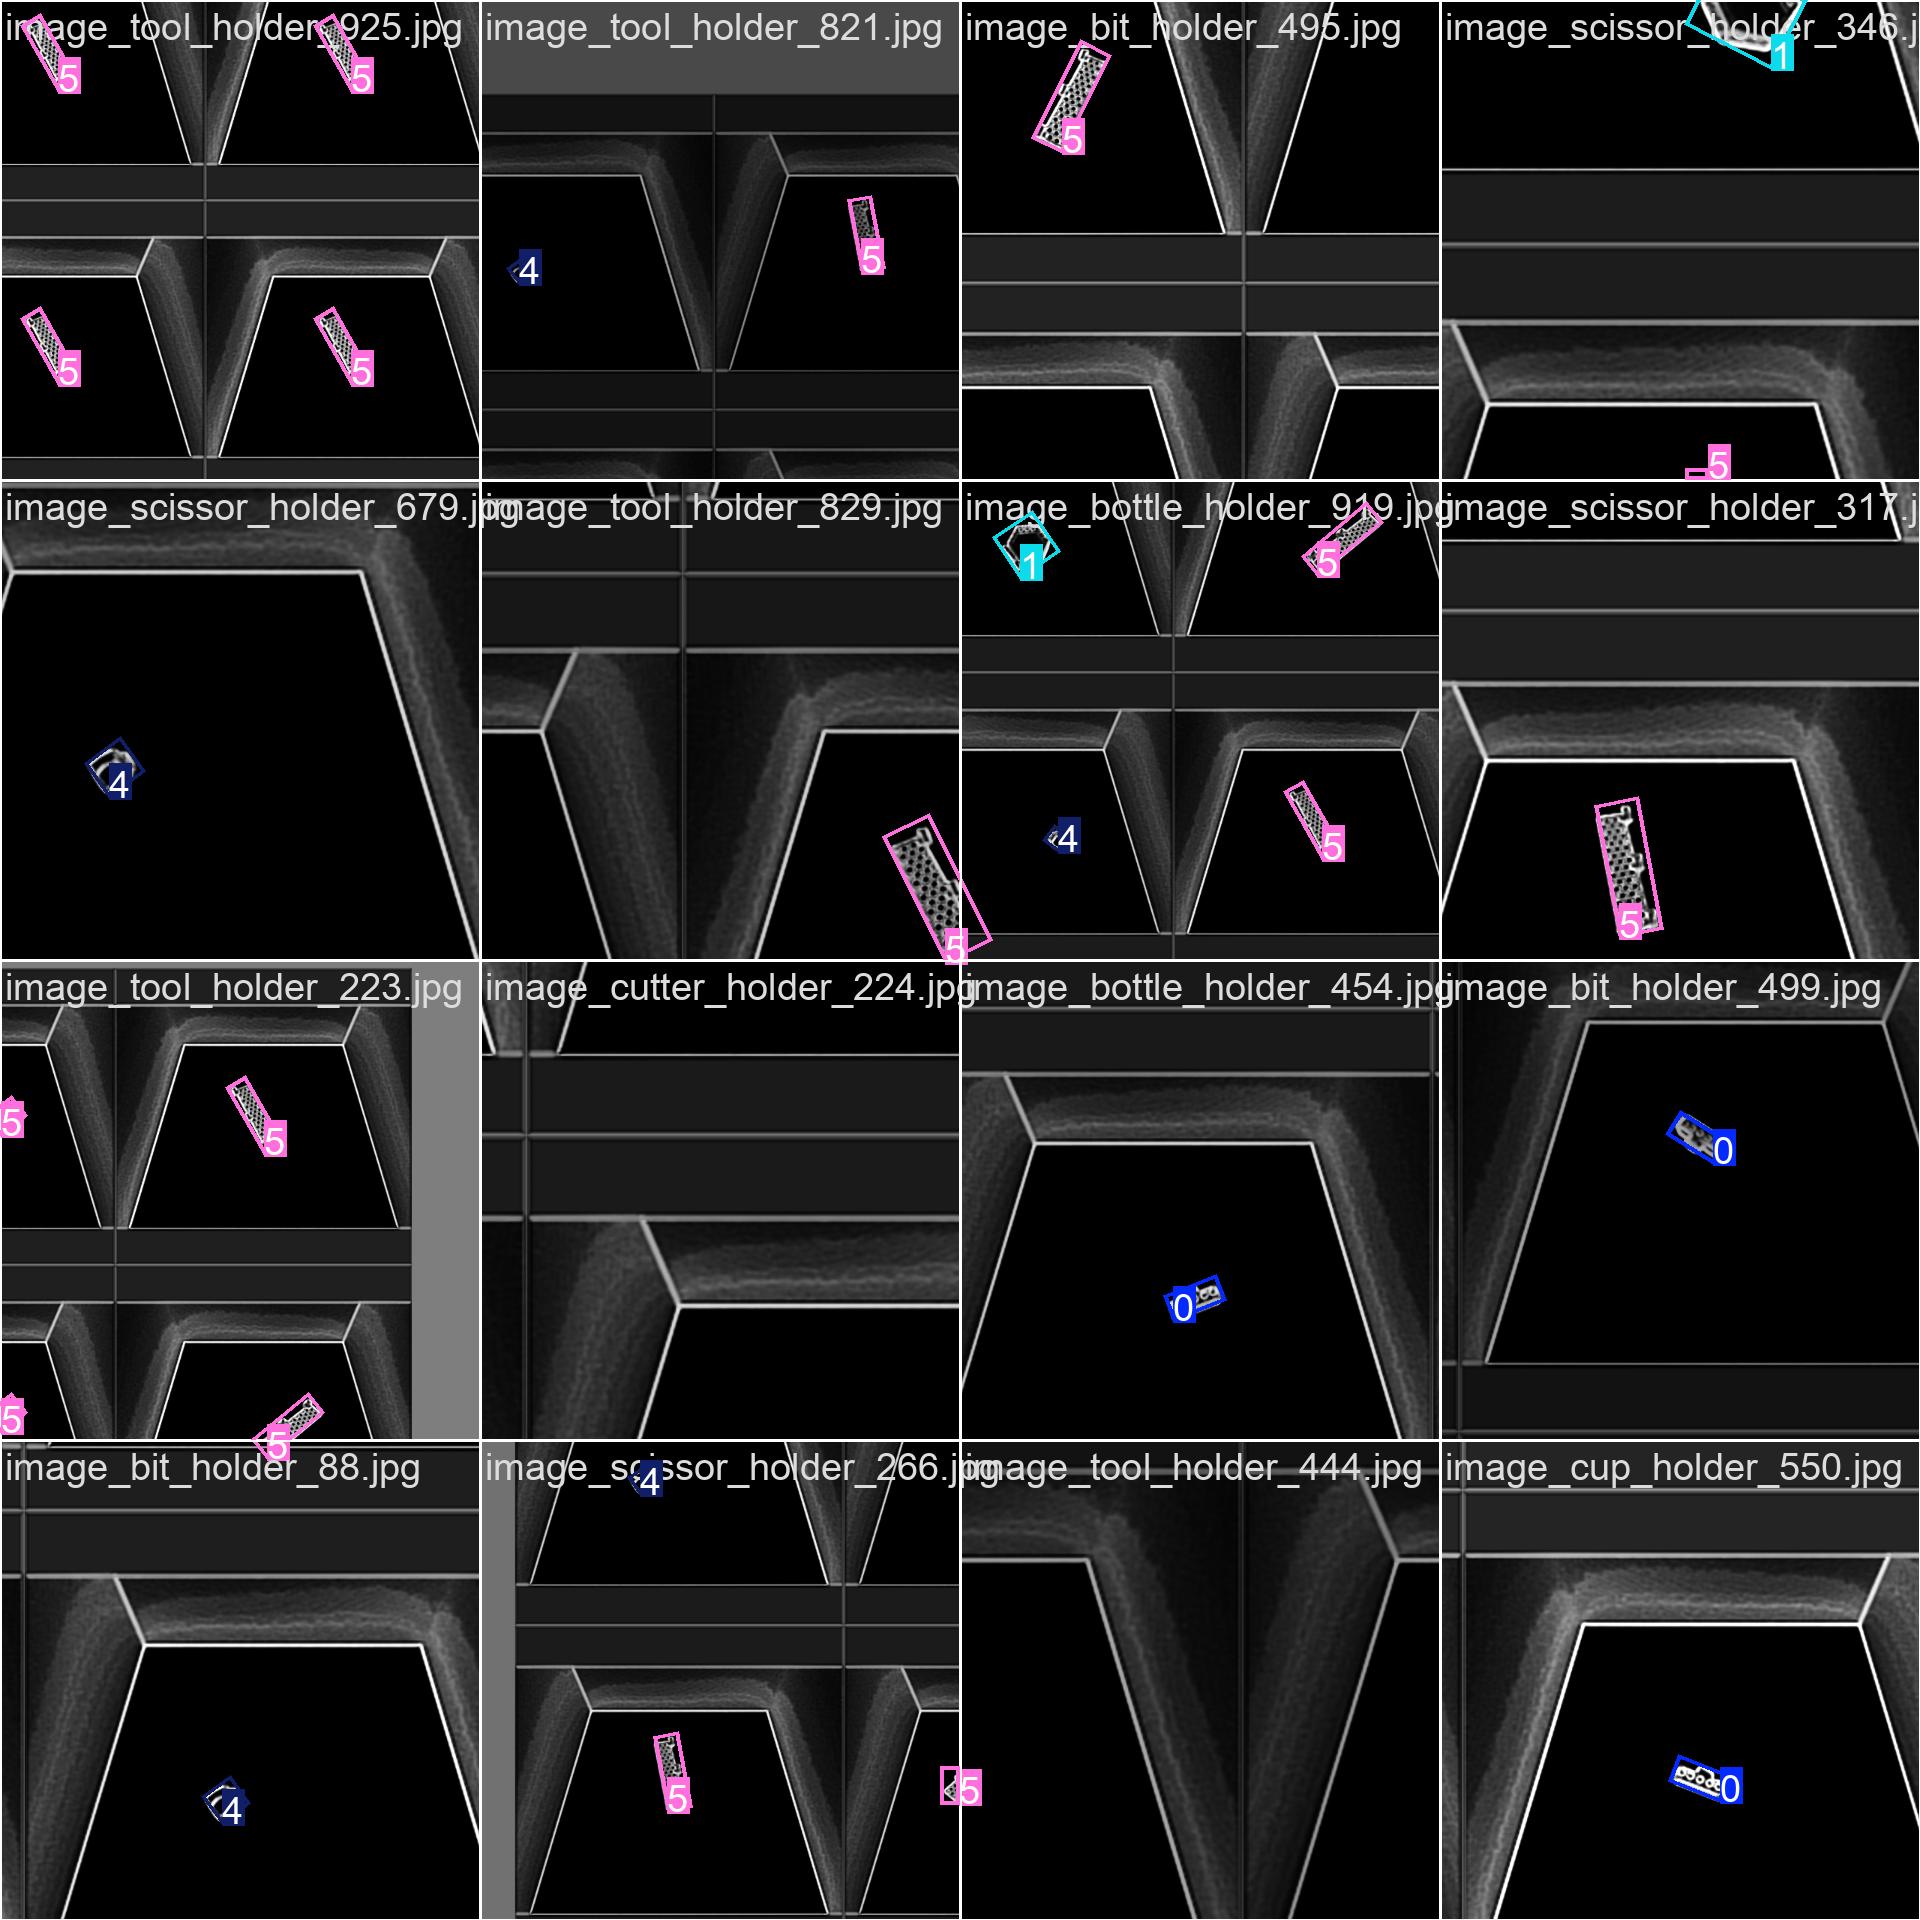 image_tool_holder_925.jpg
5
5
5
5
image_tool_holder_821.jpg
4
5
image_bit_holder_495.jpg
5
image_scissor_holder_346.j
1
5
image_scissor_holder_679.jpg
4
image_tool_holder_829.jpg
5
image_bottle_holder_919.jpg
1
5
4
5
image_scissor_holder_317.j
5
image_tool_holder_223.jpg
5
5
5
5
image_cutter_holder_224.jpg
image_bottle_holder_454.jpg
0
image_bit_holder_499.jpg
0
image_bit_holder_88.jpg
4
image_scissor_holder_266.jpg
4
5
5
image_tool_holder_444.jpg
image_cup_holder_550.jpg
0